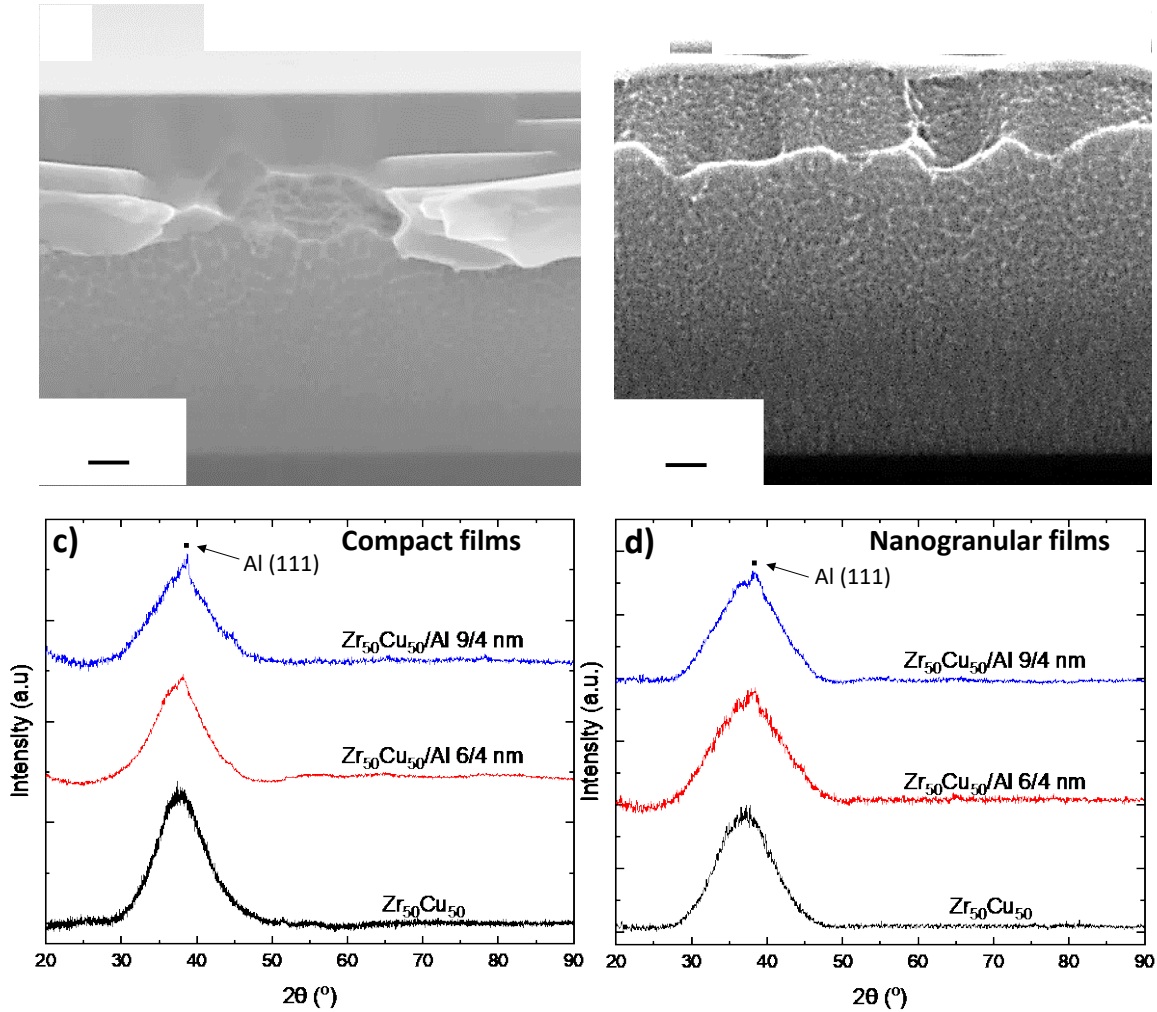 c)
Compact films
Al (111)
Zr₅₀Cu₅₀/Al 9/4 nm
Zr₅₀Cu₅₀/Al 6/4 nm
Zr₅₀Cu₅₀
Intensity (a.u)
20 30 40 50 60 70 80 90
2θ (°)
d)
Nanogranular films
Al (111)
Zr₅₀Cu₅₀/Al 9/4 nm
Zr₅₀Cu₅₀/Al 6/4 nm
Zr₅₀Cu₅₀
Intensity (a.u.)
20 30 40 50 60 70 80 90
2θ (°)